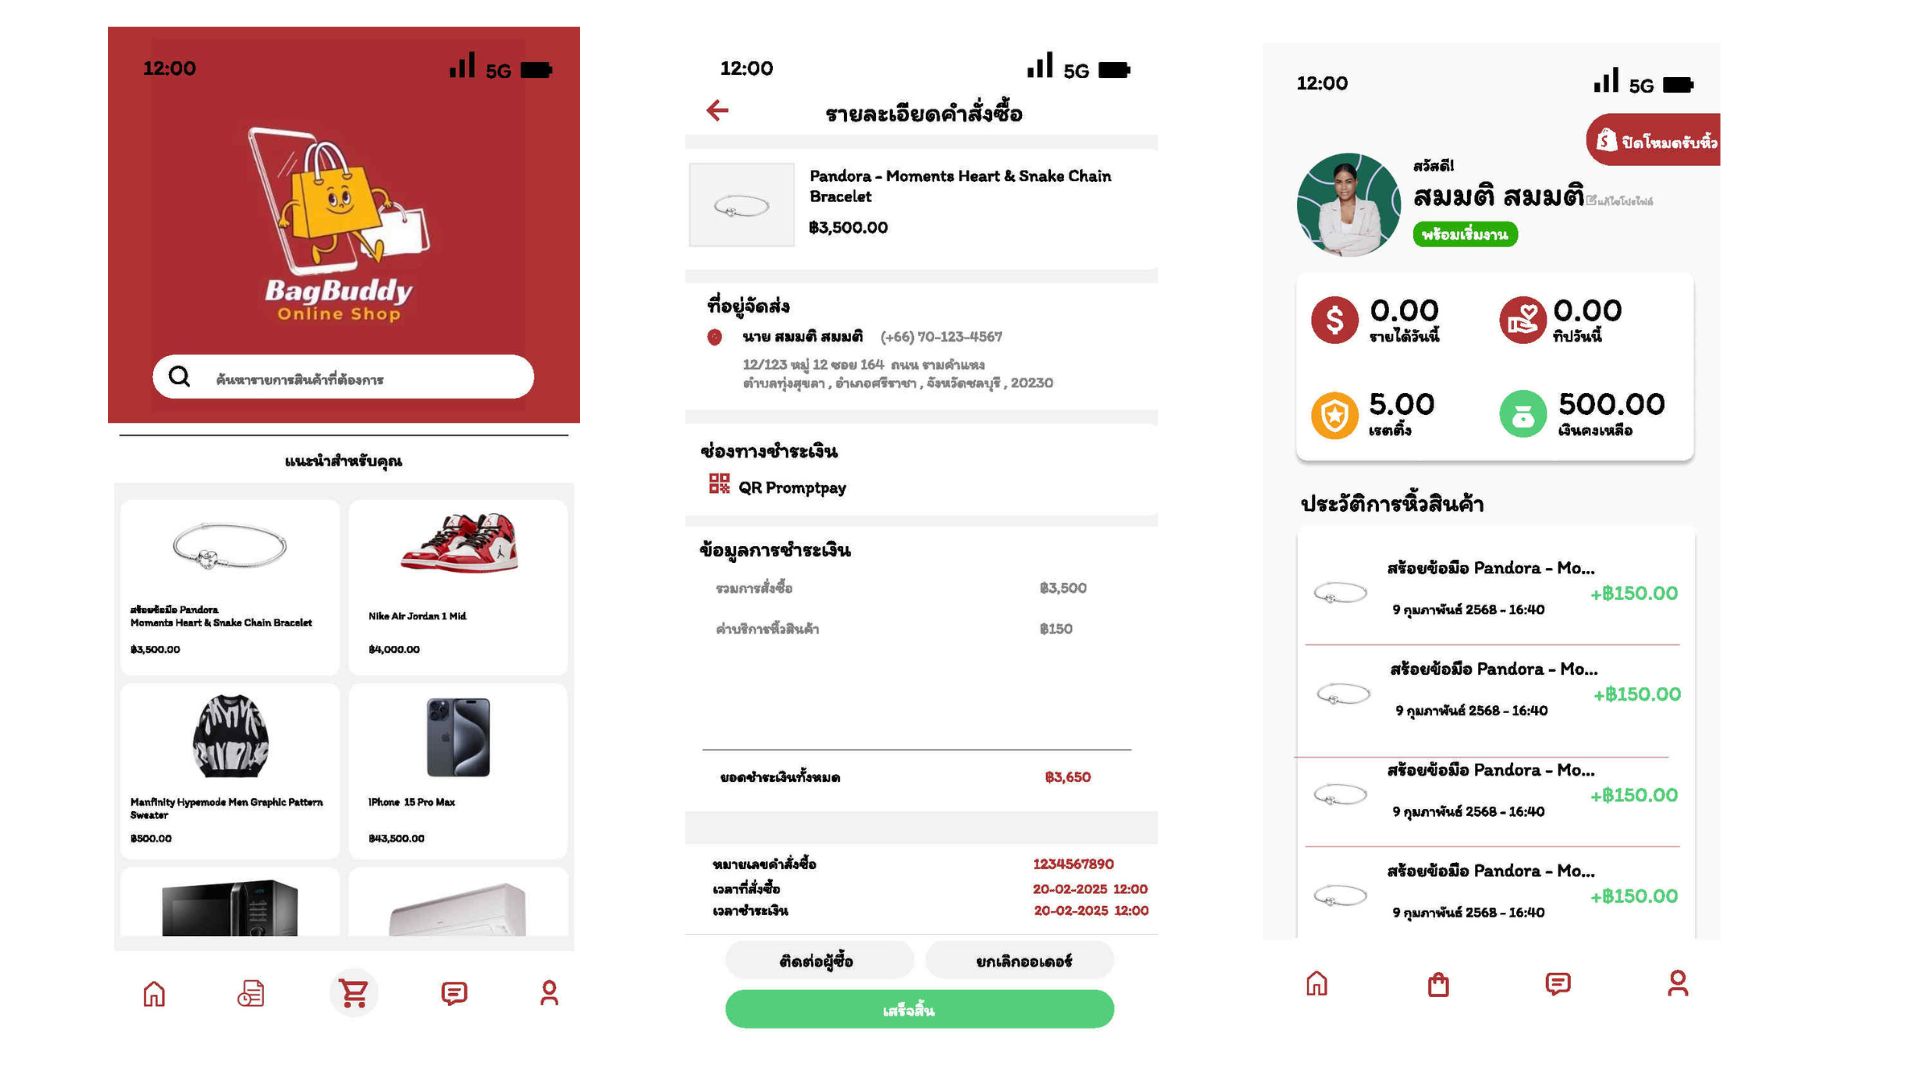 12:00
5G
BagBuddy
Online Shop
ค้นหารายการสินค้าที่ต้องการ
แนะนำสำหรับคุณ
สร้อยข้อมือ Pandora
Moments Heart & Snake Chain Bracelet
฿3,500.00
Nike Air Jordan 1 Mid
฿4,000.00
Manfinity Hypemode Men Graphic Pattern
Sweater
฿500.00
iPhone 15 Pro Max
฿43,500.00
12:00
5G
รายละเอียดคำสั่งซื้อ
Pandora - Moments Heart & Snake Chain
Bracelet
฿3,500.00
ที่อยู่จัดส่ง
นาย สมมติ สมมติ (+66) 70-123-4567
12/123 หมู่ 12 ซอย 164 ถนน รามคำแหง
ตำบลทุ่งสุขลา , อำเภอศรีราชา , จังหวัดชลบุรี , 20230
ช่องทางชำระเงิน
QR Promptpay
ข้อมูลการชำระเงิน
รวมการสั่งซื้อ ฿3,500
ค่าบริการหิ้วสินค้า ฿150
ยอดชำระเงินทั้งหมด ฿3,650
หมายเลขคำสั่งซื้อ 1234567890
เวลาที่สั่งซื้อ 20-02-2025 12:00
เวลาชำระเงิน 20-02-2025 12:00
ติดต่อผู้ซื้อ ยกเลิกออเดอร์
เสร็จสิ้น
12:00
5G
ปิดโหมดรับหิ้ว
สวัสดี!
สมมติ สมมติ
แก้ไขโปรไฟล์
พร้อมเริ่มงาน
0.00
รายได้วันนี้
0.00
ทิปวันนี้
5.00
เรตติ้ง
500.00
เงินคงเหลือ
ประวัติการหิ้วสินค้า
สร้อยข้อมือ Pandora - Mo...
+฿150.00
9 กุมภาพันธ์ 2568 - 16:40
สร้อยข้อมือ Pandora - Mo...
+฿150.00
9 กุมภาพันธ์ 2568 - 16:40
สร้อยข้อมือ Pandora - Mo...
+฿150.00
9 กุมภาพันธ์ 2568 - 16:40
สร้อยข้อมือ Pandora - Mo...
+฿150.00
9 กุมภาพันธ์ 2568 - 16:40